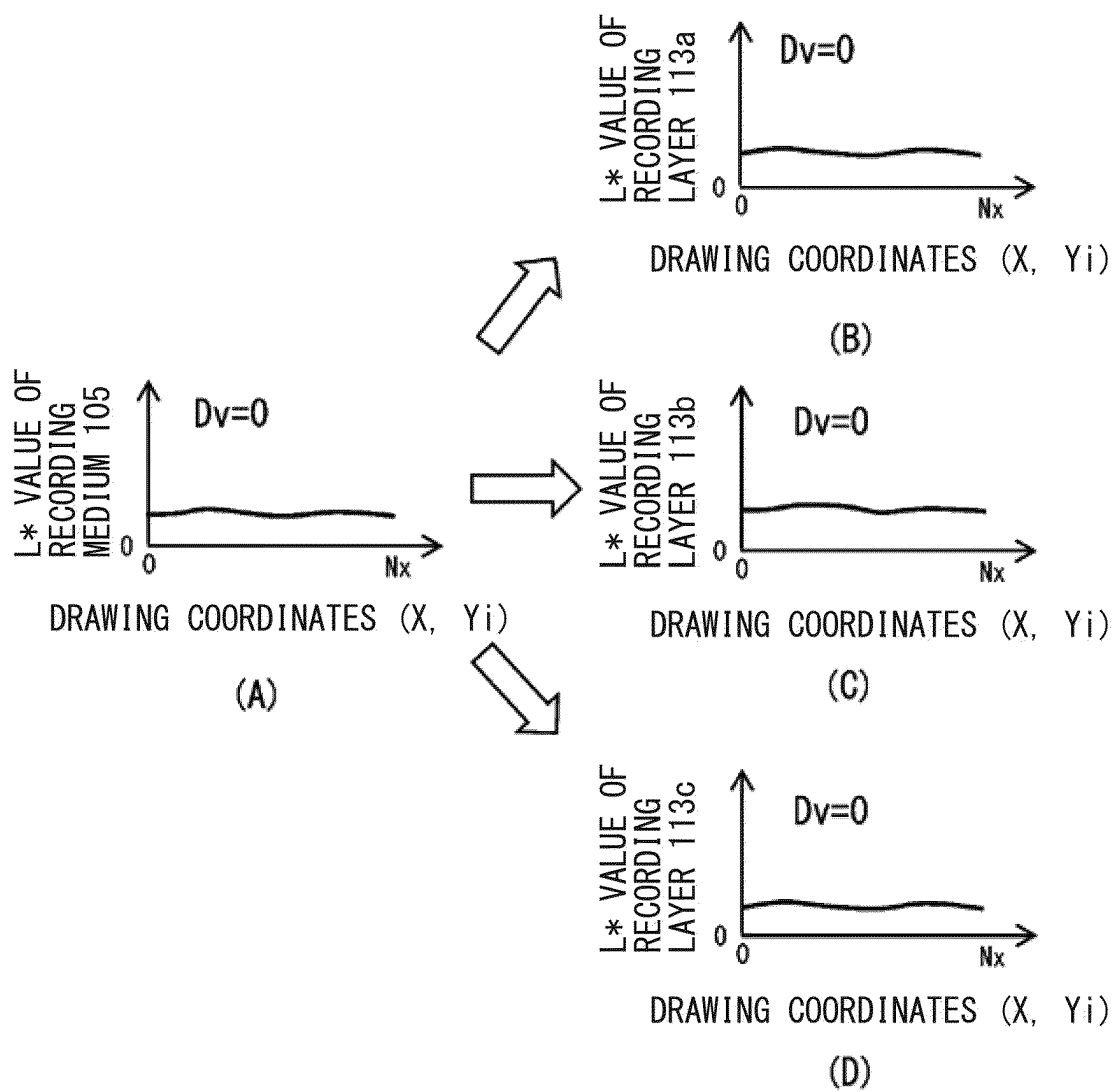 L* VALUE OF
RECORDING
MEDIUM 105
Dv=0
0
0
Nx
DRAWING COORDINATES (X, Yi)
(A)
L* VALUE OF
RECORDING
LAYER 113a
Dv=0
0
0
Nx
DRAWING COORDINATES (X, Yi)
(B)
L* VALUE OF
RECORDING
LAYER 113b
Dv=0
0
0
Nx
DRAWING COORDINATES (X, Yi)
(C)
L* VALUE OF
RECORDING
LAYER 113c
Dv=0
0
0
Nx
DRAWING COORDINATES (X, Yi)
(D)